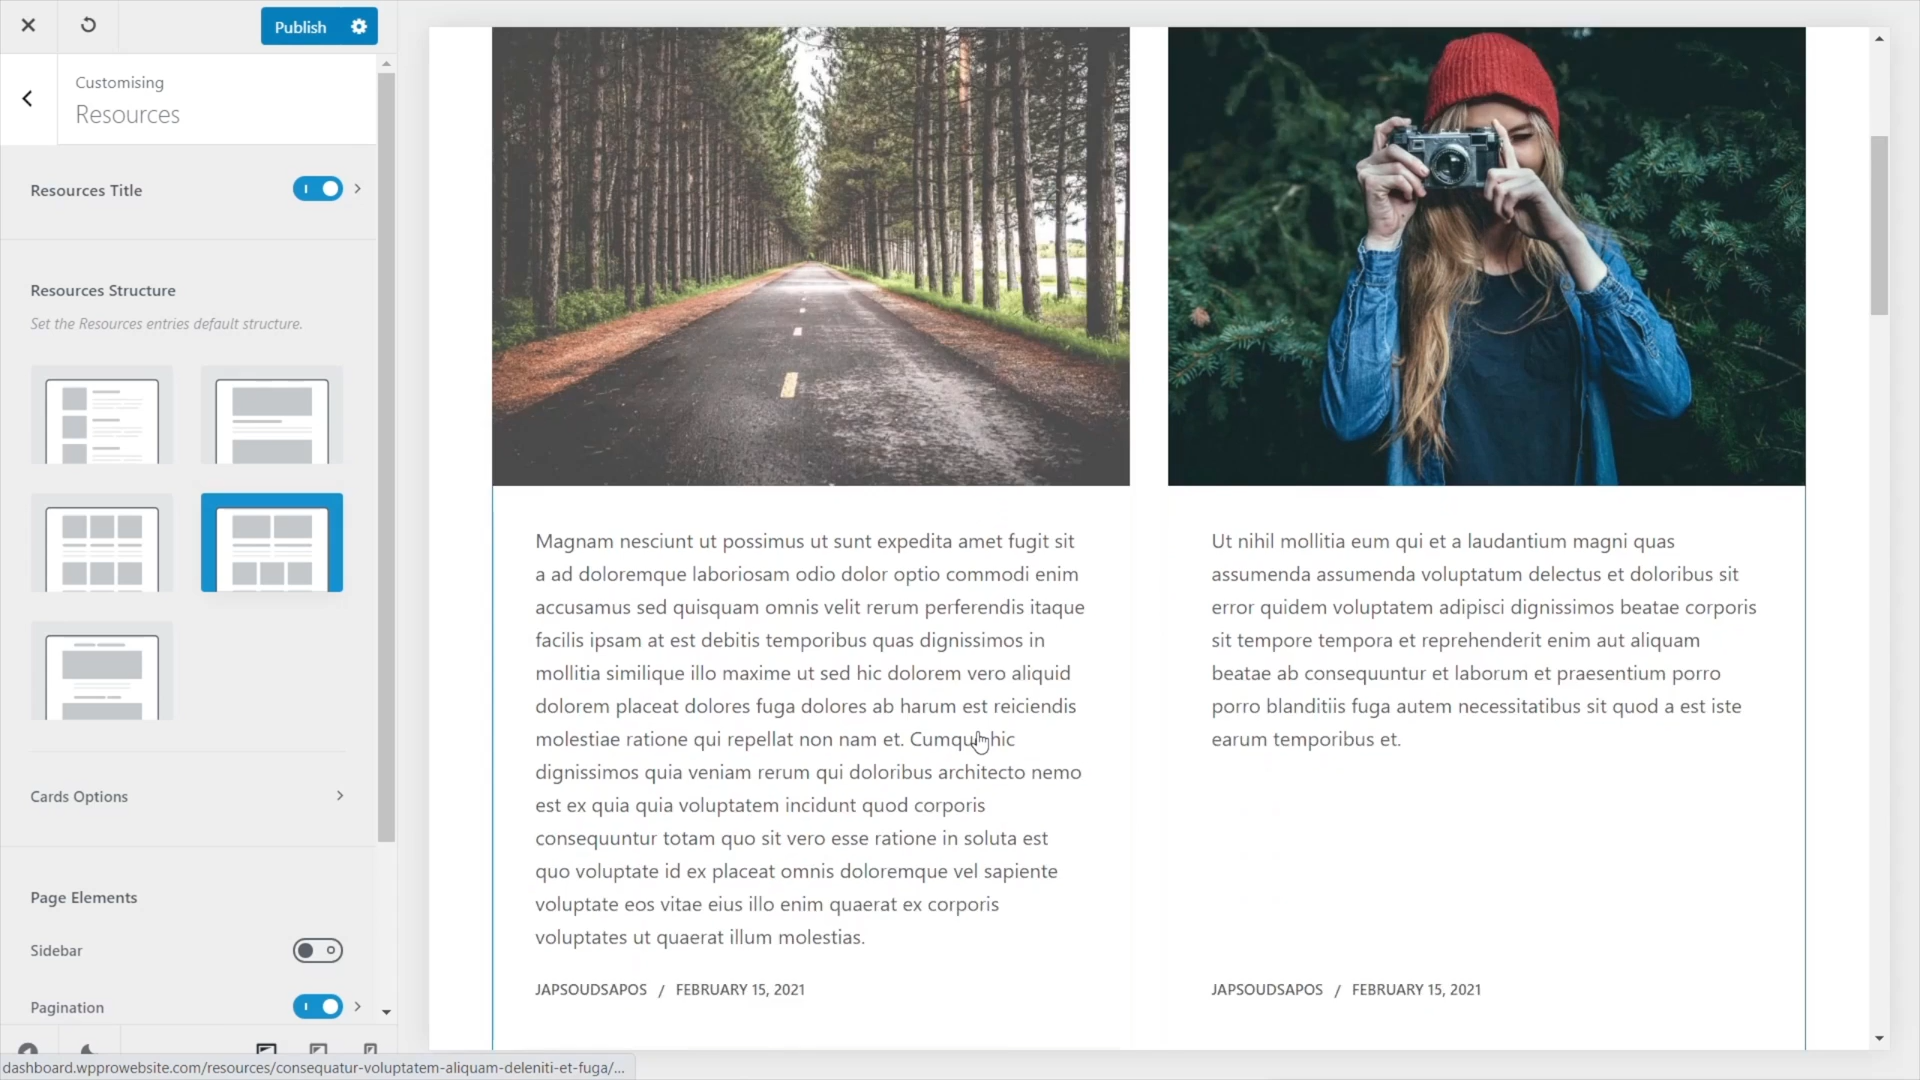 Publish
Customising
Resources
Resources Title
Resources Structure
Set the Resources entries default structure.
Cards Options
Page Elements
Sidebar
Pagination
dashboard.wpprowebsite.com/resources/consequatur-voluptatem-aliquam-deleniti-et-fuga/...
Magnam nesciunt ut possimus ut sunt expedita amet fugit sit
a ad doloremque laboriosam odio dolor optio commodi enim
accusamus sed quisquam omnis velit rerum perferendis itaque
facilis ipsam at est debitis temporibus quas dignissimos in
mollitia similique illo maxime ut sed hic dolorem vero aliquid
dolorem placeat dolores fuga dolores ab harum est reiciendis
molestiae ratione qui repellat non nam et. Cumque hic
dignissimos quia veniam rerum qui doloribus architecto nemo
est ex quia quia voluptatem incidunt quod corporis
consequuntur totam quo sit vero esse ratione in soluta est
quo voluptate id ex placeat omnis doloremque vel sapiente
voluptate eos vitae eius illo enim quaerat ex corporis
voluptates ut quaerat illum molestias.
JAPSOUDSAPOS / FEBRUARY 15, 2021
Ut nihil mollitia eum qui et a laudantium magni quas
assumenda assumenda voluptatum delectus et doloribus sit
error quidem voluptatem adipisci dignissimos beatae corporis
sit tempore tempora et reprehenderit enim aut aliquam
beatae ab consequuntur et laborum et praesentium porro
porro blanditiis fuga autem necessitatibus sit quod a est iste
earum temporibus et.
JAPSOUDSAPOS / FEBRUARY 15, 2021